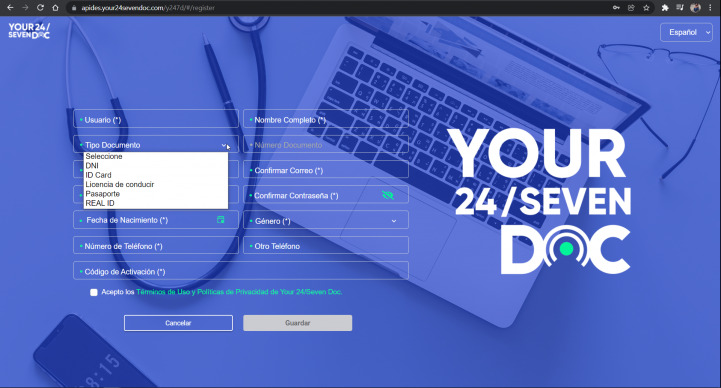 apides.your24sevendoc.com/y247d/#/register
YOUR 24/
SEVEN DOC
Español
Usuario (*)
Nombre Completo (*)
Tipo Documento
Número Documento
Seleccione
DNI
ID Card
Licencia de conducir
Pasaporte
REAL ID
Confirmar Correo (*)
Confirmar Contraseña (*)
Fecha de Nacimiento (*)
Género (*)
Número de Teléfono (*)
Otro Teléfono
Código de Activación (*)
Acepto los Términos de Uso y Políticas de Privacidad de Your 24/Seven Doc.
Cancelar
Guardar
YOUR
24/SEVEN
DOC
08:15